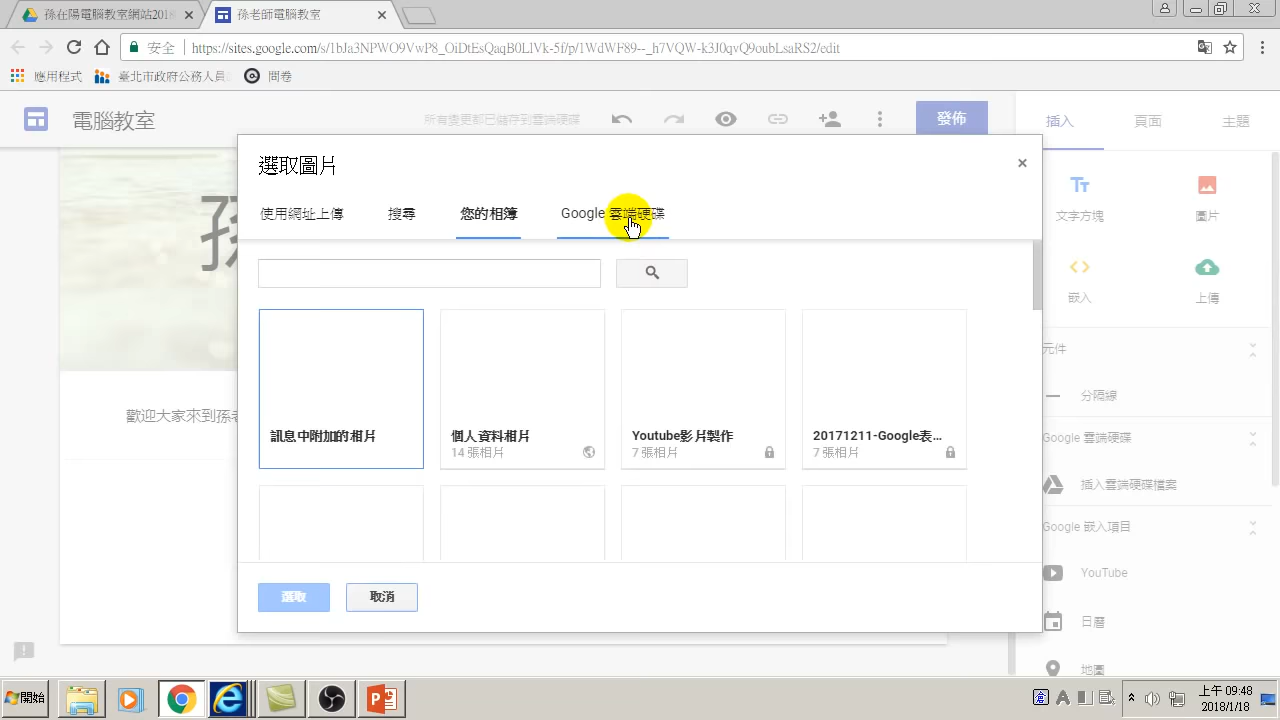 孫在陽電腦教室網站2018
孫老師電腦教室
安全
https://sites.google.com/s/1bJa3NPWO9VwP8_OiDtEsQaqB0LIVk-5f/p/1WdWF89--_h7VQW-k3J0qvQ9oubLsaRS2/edit
應用程式
臺北市政府公務人員
問卷
電腦教室
所有變更都已儲存到雲端硬碟
發佈
插入
頁面
主題
選取圖片
使用網址上傳
搜尋
您的相簿
Google 雲端硬碟
文字方塊
圖片
嵌入
上傳
孫
歡迎大家來到孫老
訊息中附加的相片
個人資料相片
14 張相片
Youtube影片製作
7 張相片
20171211-Google表...
7 張相片
元件
分隔線
Google 雲端硬碟
插入雲端硬碟檔案
Google 嵌入項目
YouTube
日曆
地圖
選取
取消
開始
上午 09:48
2018/1/18